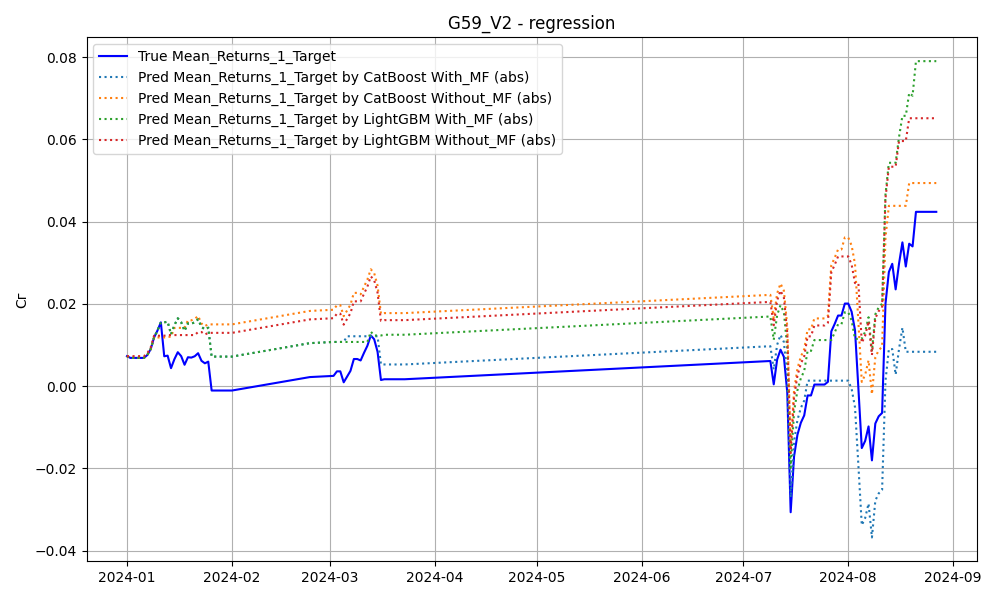 G59_V2 - regression
True Mean_Returns_1_Target
Pred Mean_Returns_1_Target by CatBoost With_MF (abs)
Pred Mean_Returns_1_Target by CatBoost Without_MF (abs)
Pred Mean_Returns_1_Target by LightGBM With_MF (abs)
Pred Mean_Returns_1_Target by LightGBM Without_MF (abs)
0.08
0.06
0.04
0.02
0.00
−0.02
−0.04
Cr
2024-01 2024-02 2024-03 2024-04 2024-05 2024-06 2024-07 2024-08 2024-09